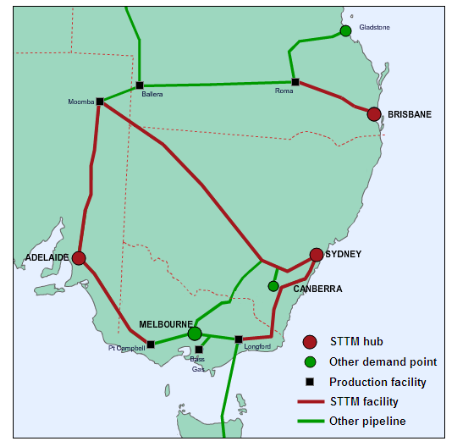 Gladstone
Ballera
Roma
Moomba
BRISBANE
ADELAIDE
SYDNEY
CANBERRA
MELBOURNE
Pt Campbell
Longford
Bass
Gas
STTM hub
Other demand point
Production facility
STTM facility
Other pipeline